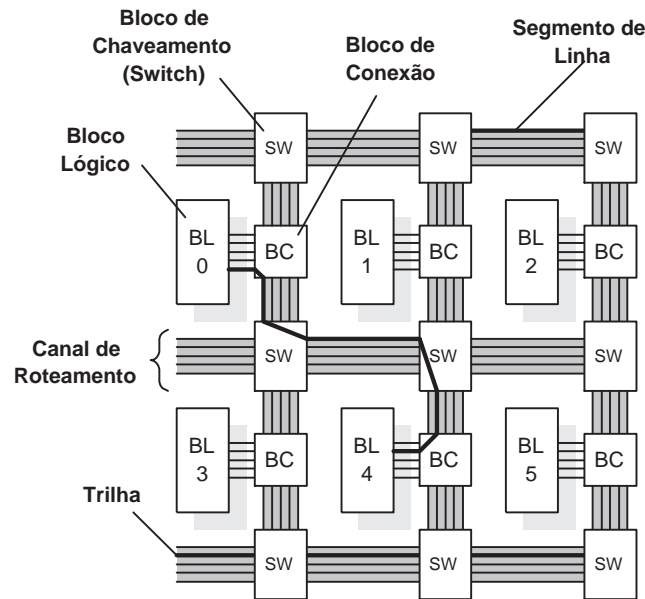 Bloco de
Chaveamento
(Switch)
Bloco de
Conexão
Segmento de
Linha
Bloco
Lógico
SW
SW
SW
BL
0
BC
BL
1
BC
BL
2
BC
Canal de
Roteamento
SW
SW
SW
BL
3
BC
BL
4
BC
BL
5
BC
Trilha
SW
SW
SW